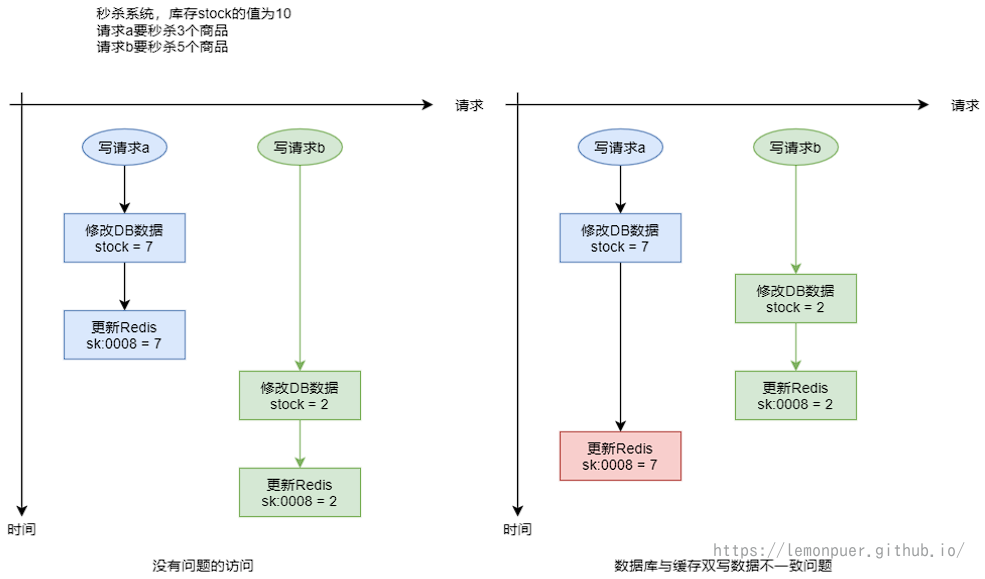 秒杀系统，库存stock的值为10
请求a要秒杀3个商品
请求b要秒杀5个商品
请求
写请求a
写请求b
修改DB数据
stock = 7
更新Redis
sk:0008 = 7
修改DB数据
stock = 2
更新Redis
sk:0008 = 2
时间
没有问题的访问
请求
写请求a
写请求b
修改DB数据
stock = 7
修改DB数据
stock = 2
更新Redis
sk:0008 = 2
更新Redis
sk:0008 = 7
时间
https://lemonpuer.github.io/
数据库与缓存双写数据不一致问题